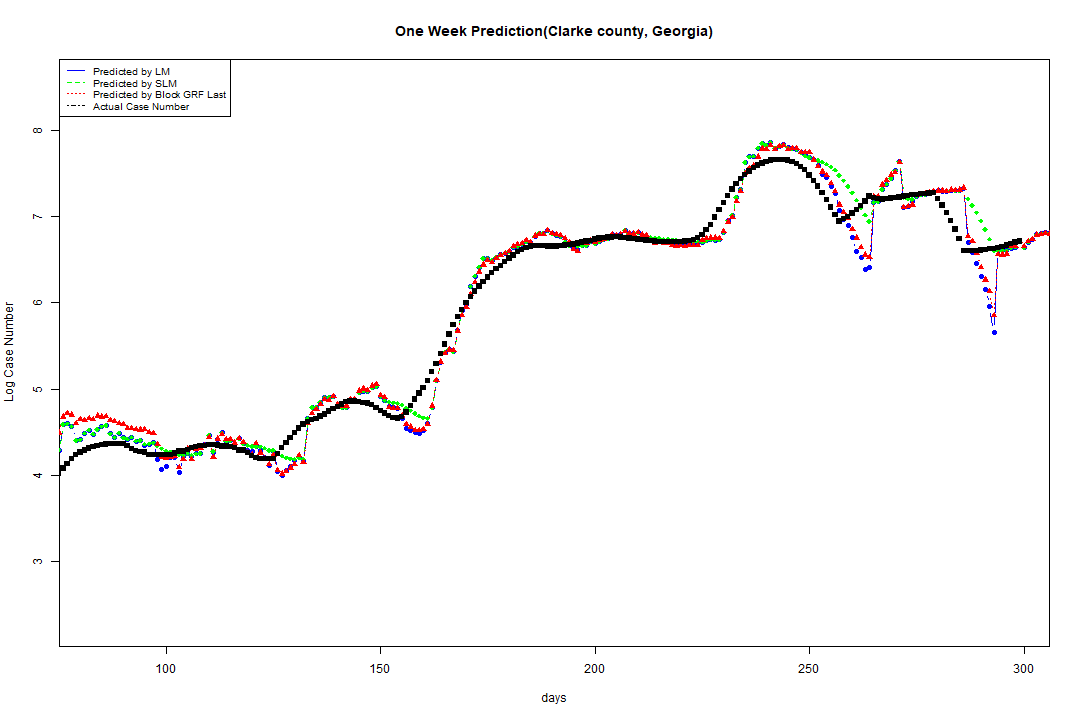 One Week Prediction(Clarke county, Georgia)
Predicted by LM
Predicted by SLM
Predicted by Block GRF Last
Actual Case Number
8
7
6
5
4
3
Log Case Number
100 150 200 250 300
days